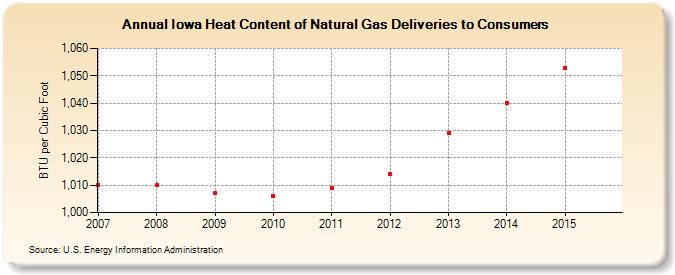 Annual Iowa Heat Content of Natural Gas Deliveries to Consumers
BTU per Cubic Foot
1,060
1,050
1,040
1,030
1,020
1,010
1,000
2007 2008 2009 2010 2011 2012 2013 2014 2015
Source: U.S. Energy Information Administration